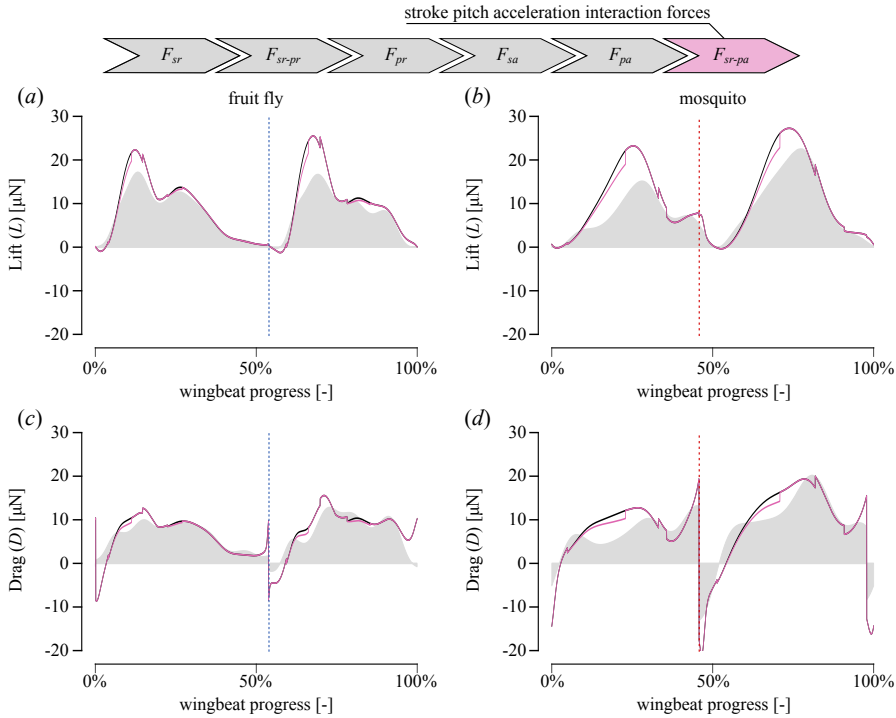 stroke pitch acceleration interaction forces
F_sr F_sr-pr F_pr F_sa F_pa F_sr-pa
(a) fruit fly (b) mosquito
30
20
10
0
-10
-20
Lift (L) [µN]
0% 50% 100%
wingbeat progress [-]
30
20
10
0
-10
-20
Lift (L) [µN]
0% 50% 100%
wingbeat progress [-]
(c) (d)
30
20
10
0
-10
-20
Drag (D) [µN]
0% 50% 100%
wingbeat progress [-]
30
20
10
0
-10
-20
Drag (D) [µN]
0% 50% 100%
wingbeat progress [-]